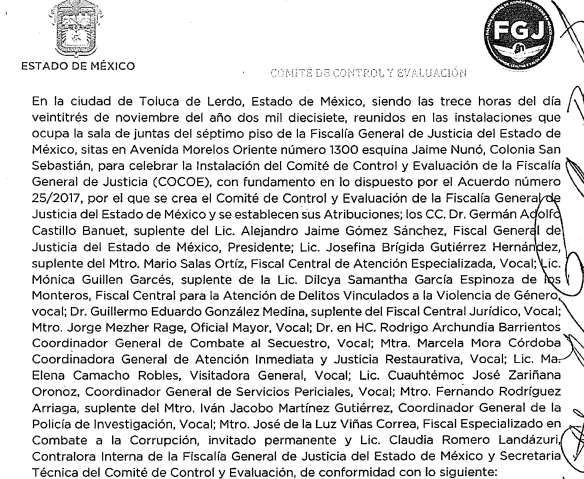 FGJ
ESTADO DE MÉXICO
COMITÉ DE CONTROL Y EVALUACIÓN
En la ciudad de Toluca de Lerdo, Estado de México, siendo las trece horas del día
veintitrés de noviembre del año dos mil diecisiete, reunidos en las instalaciones que
ocupa la sala de juntas del séptimo piso de la Fiscalía General de Justicia del Estado de
México, sitas en Avenida Morelos Oriente número 1300 esquina Jaime Nunó, Colonia San
Sebastián, para celebrar la Instalación del Comité de Control y Evaluación de la Fiscalía
General de Justicia (COCOE), con fundamento en lo dispuesto por el Acuerdo número
25/2017, por el que se crea el Comité de Control y Evaluación de la Fiscalía General de
Justicia del Estado de México y se establecen sus Atribuciones; los CC. Dr. Germán Adolfo
Castillo Banuet, suplente del Lic. Alejandro Jaime Gómez Sánchez, Fiscal General de
Justicia del Estado de México, Presidente; Lic. Josefina Brígida Gutiérrez Hernández,
suplente del Mtro. Mario Salas Ortíz, Fiscal Central de Atención Especializada, Vocal; Lic.
Mónica Guillen Garcés, suplente de la Lic. Dilcya Samantha García Espinoza de los
Monteros, Fiscal Central para la Atención de Delitos Vinculados a la Violencia de Género,
vocal; Dr. Guillermo Eduardo González Medina, suplente del Fiscal Central Jurídico, Vocal;
Mtro. Jorge Mezher Rage, Oficial Mayor, Vocal; Dr. en HC. Rodrigo Archundia Barrientos
Coordinador General de Combate al Secuestro, Vocal; Mtra. Marcela Mora Córdoba
Coordinadora General de Atención Inmediata y Justicia Restaurativa, Vocal; Lic. Ma.
Elena Camacho Robles, Visitadora General, Vocal; Lic. Cuauhtémoc José Zariñana
Oronoz, Coordinador General de Servicios Periciales, Vocal; Mtro. Fernando Rodríguez
Arriaga, suplente del Mtro. Iván Jacobo Martínez Gutiérrez, Coordinador General de la
Policía de Investigación, Vocal; Mtro. José de la Luz Viñas Correa, Fiscal Especializado en
Combate a la Corrupción, invitado permanente y Lic. Claudia Romero Landázuri,
Contralora Interna de la Fiscalía General de Justicia del Estado de México y Secretaria
Técnica del Comité de Control y Evaluación, de conformidad con lo siguiente: